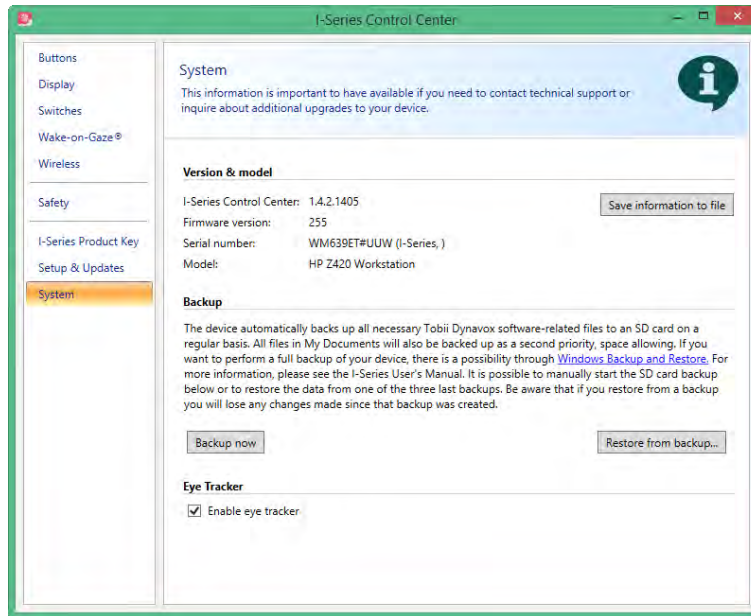 I-Series Control Center
Buttons
Display
Switches
Wake-on-Gaze®
Wireless
Safety
I-Series Product Key
Setup & Updates
System
System
This information is important to have available if you need to contact technical support or
inquire about additional upgrades to your device.
Version & model
I-Series Control Center: 1.4.2.1405
Firmware version: 255
Serial number: WM639ET#UUW (I-Series, )
Model: HP Z420 Workstation
Save information to file
Backup
The device automatically backs up all necessary Tobii Dynavox software-related files to an SD card on a
regular basis. All files in My Documents will also be backed up as a second priority, space allowing. If you
want to perform a full backup of your device, there is a possibility through Windows Backup and Restore. For
more information, please see the I-Series User's Manual. It is possible to manually start the SD card backup
below or to restore the data from one of the three last backups. Be aware that if you restore from a backup
you will lose any changes made since that backup was created.
Backup now
Restore from backup...
Eye Tracker
Enable eye tracker